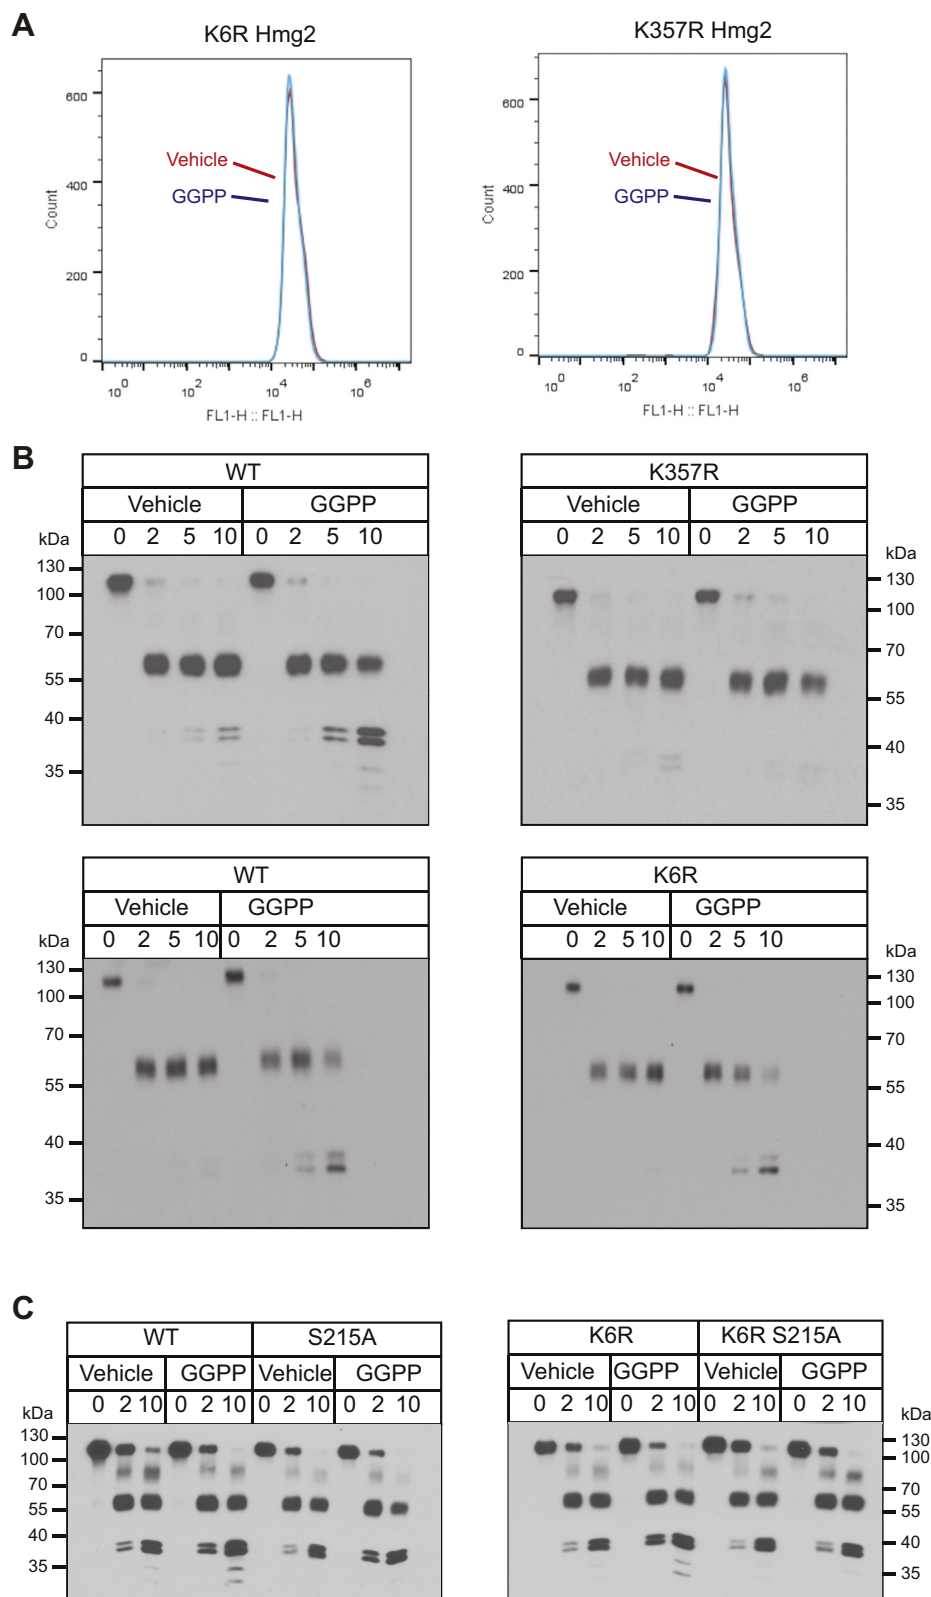 A
K6R Hmg2
K357R Hmg2
600
400
200
0
Count
Vehicle
GGPP
10^0 10^2 10^4 10^6
FL1-H :: FL1-H
600
400
200
0
Count
Vehicle
GGPP
10^0 10^2 10^4 10^6
FL1-H :: FL1-H
B
WT
Vehicle GGPP
kDa 0 2 5 10 0 2 5 10
130
100
70
55
40
35
K357R
Vehicle GGPP
0 2 5 10 0 2 5 10 kDa
130
100
70
55
40
35
WT
Vehicle GGPP
kDa 0 2 5 10 0 2 5 10
130
100
70
55
40
35
K6R
Vehicle GGPP
0 2 5 10 0 2 5 10 kDa
130
100
70
55
40
35
C
WT S215A
Vehicle GGPP Vehicle GGPP
kDa 0 2 10 0 2 10 0 2 10 0 2 10
130
100
70
55
40
35
K6R K6R S215A
Vehicle GGPP Vehicle GGPP
0 2 10 0 2 10 0 2 10 0 2 10 kDa
130
100
70
55
40
35